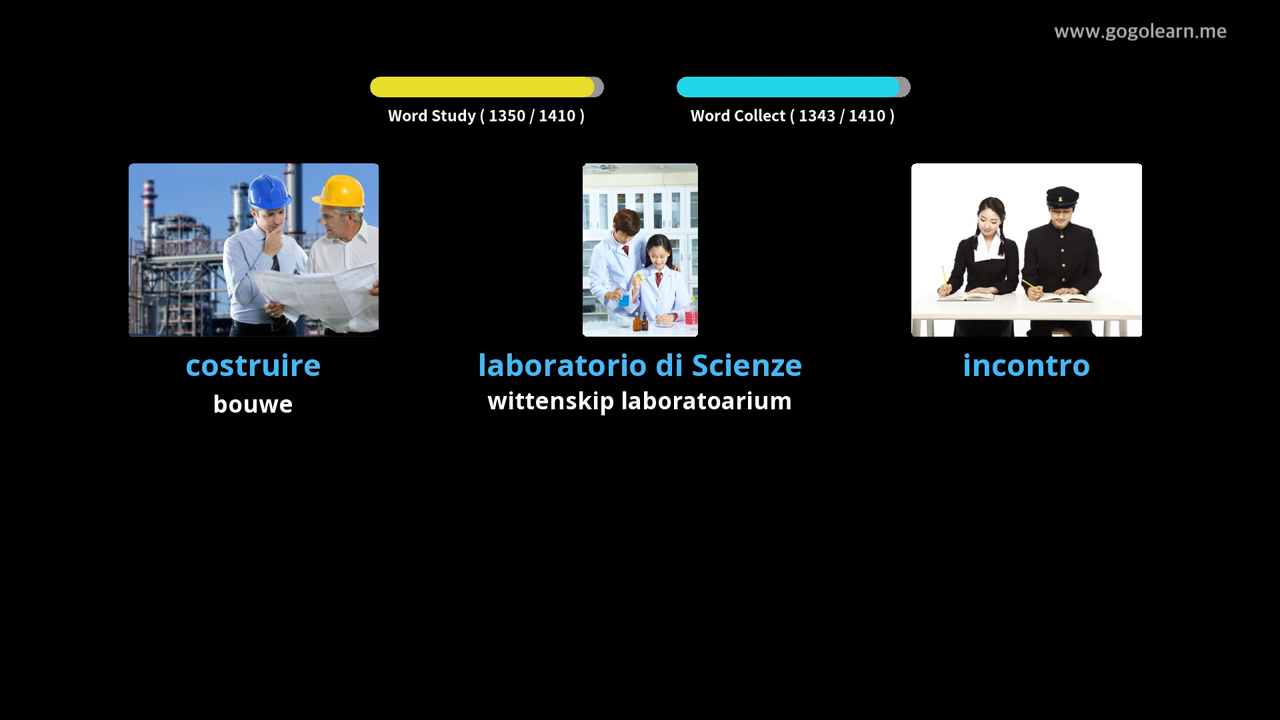 www.gogolearn.me
Word Study ( 1350 / 1410 )
Word Collect ( 1343 / 1410 )
costruire
bouwe
laboratorio di Scienze
wittenskip laboratoarium
incontro